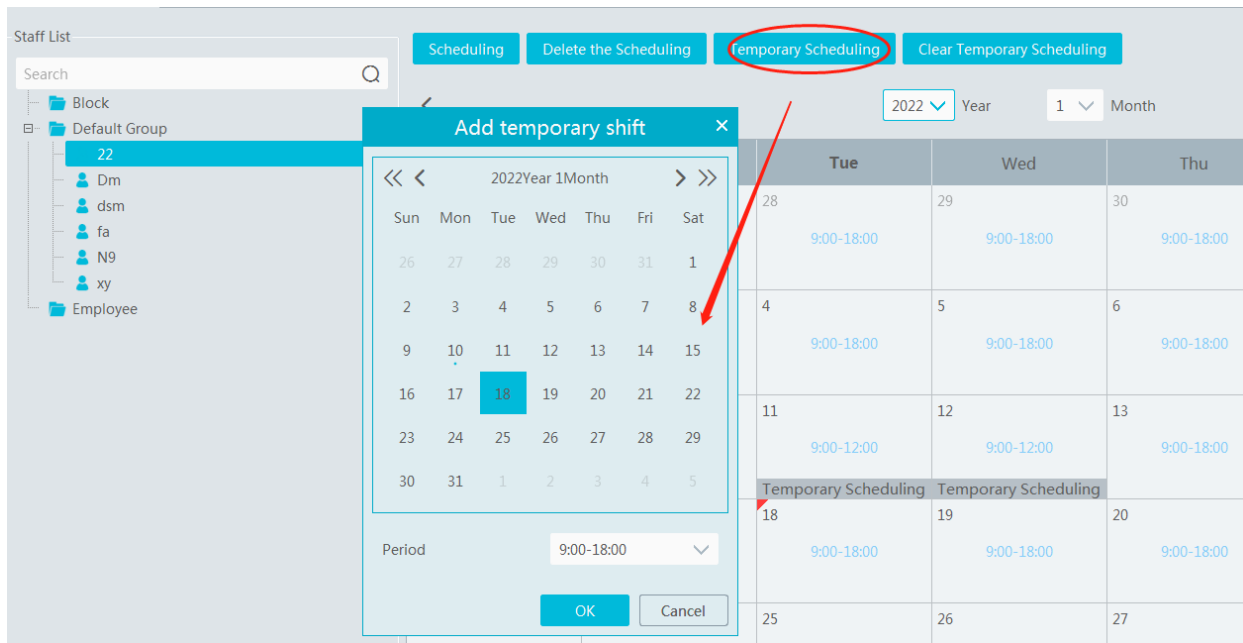 Staff List
Search
Block
Default Group
22
Dm
dsm
fa
N9
xy
Employee
Scheduling Delete the Scheduling Temporary Scheduling Clear Temporary Scheduling
2022 Year 1 Month
Add temporary shift
2022Year 1Month
Sun Mon Tue Wed Thu Fri Sat
26 27 28 29 30 31 1
2 3 4 5 6 7 8
9 10 11 12 13 14 15
16 17 18 19 20 21 22
23 24 25 26 27 28 29
30 31 1 2 3 4 5
Period 9:00-18:00
OK Cancel
Tue Wed Thu
28 29 30
9:00-18:00 9:00-18:00 9:00-18:00
4 5 6
9:00-18:00 9:00-18:00 9:00-18:00
11 12 13
9:00-12:00 9:00-12:00 9:00-18:00
Temporary Scheduling Temporary Scheduling
18 19 20
9:00-18:00 9:00-18:00 9:00-18:00
25 26 27